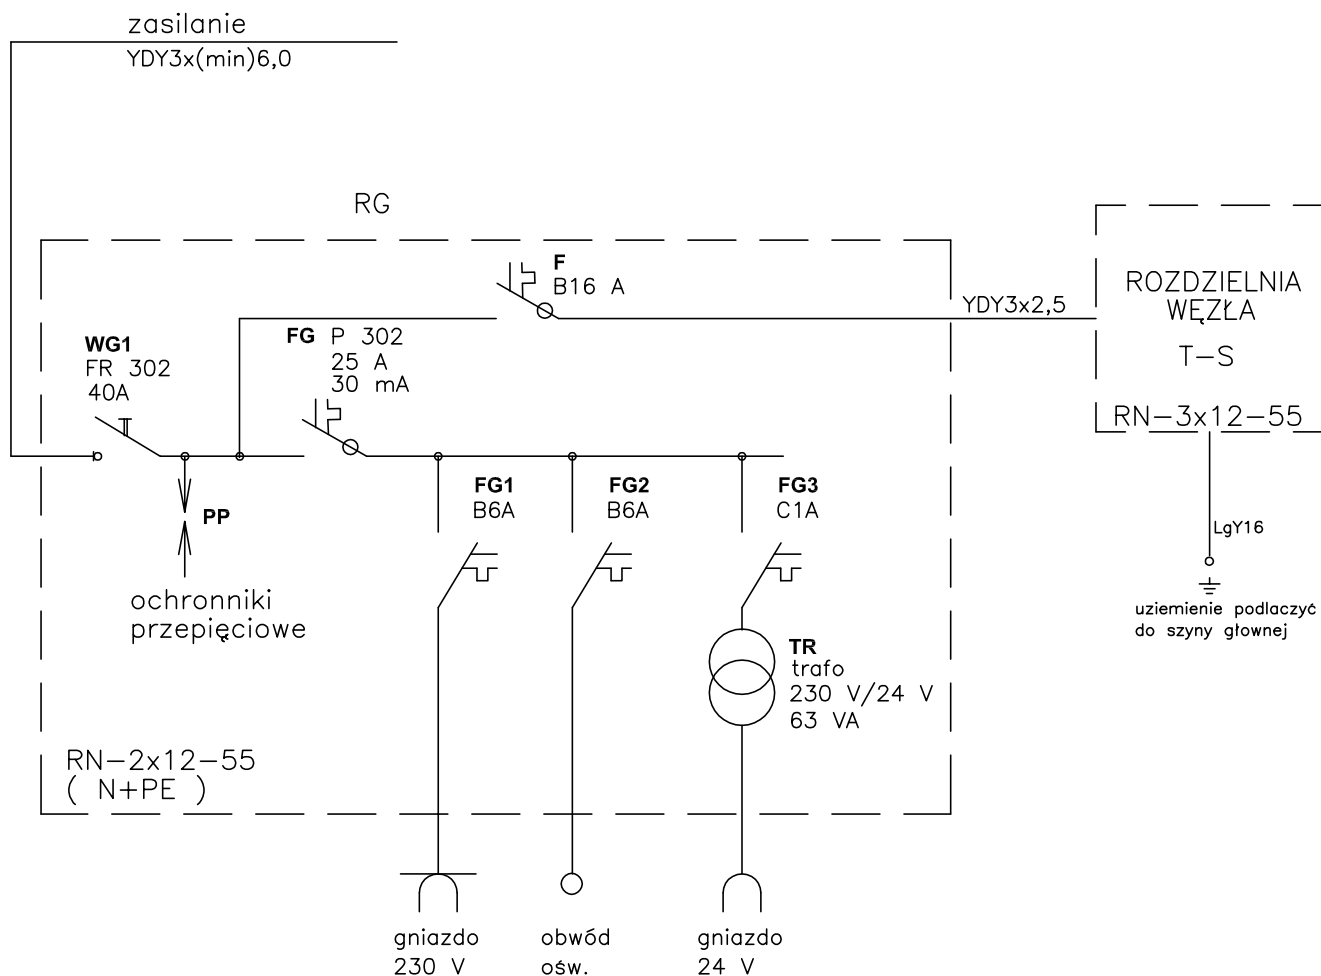 zasilanie
YDY3x(min)6,0
RG
F
B16 A
YDY3x2,5
ROZDZIELNIA
WĘZŁA
T-S
RN-3x12-55
WG1
FR 302
40A
FG P 302
25 A
30 mA
FG1
B6A
FG2
B6A
FG3
C1A
PP
ochronniki
przepięciowe
LgY16
uziemienie podlaczyć
do szyny głownej
TR
trafo
230 V/24 V
63 VA
RN-2x12-55
( N+PE )
gniazdo
230 V
obwód
ośw.
gniazdo
24 V